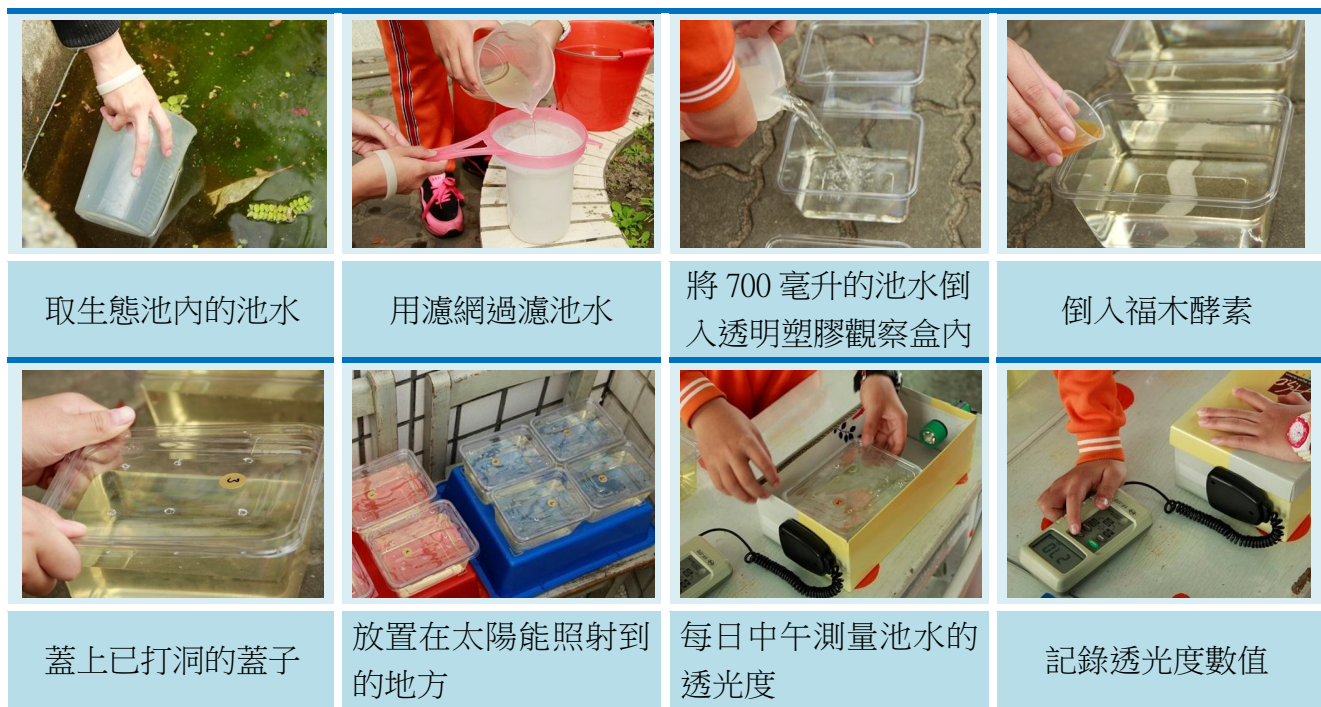 取生態池內的池水
用濾網過濾池水
將 700 毫升的池水倒
入透明塑膠觀察盒內
倒入福木酵素
3
蓋上已打洞的蓋子
放置在太陽能照射到
的地方
每日中午測量池水的
透光度
記錄透光度數值